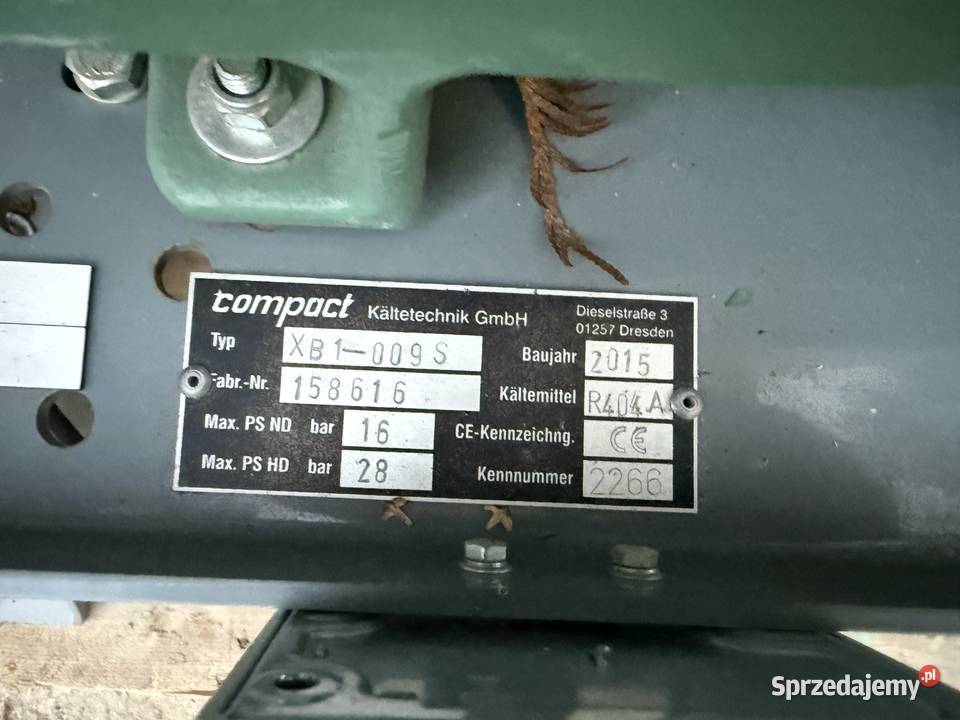 compact Kältetechnik GmbH
Dieselstraße 3
01257 Dresden
Typ XB1-009S
Baujahr 2015
Fabr.-Nr. 158616
Kältemittel R404A
Max. PS ND bar 16
CE-Kennzeichng. CE
Max. PS HD bar 28
Kennnummer 2266
Sprzedajemy.pl